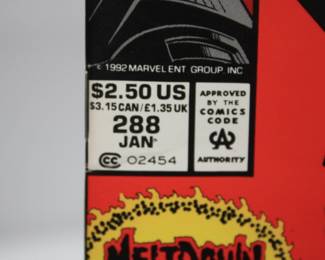 © 1992 MARVEL ENT GROUP, INC
$2.50 US
$3.15 CAN/£1.35 UK
288
JAN
CC 02454
APPROVED
BY THE
COMICS
CODE
CA
AUTHORITY
MELTDOWN